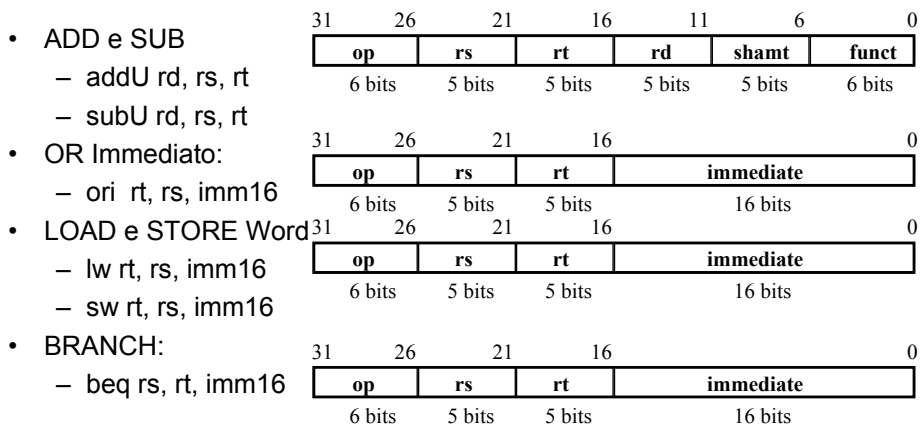 31 26 21 16 11 6 0
• ADD e SUB
op rs rt rd shamt funct
– addU rd, rs, rt
6 bits 5 bits 5 bits 5 bits 5 bits 6 bits
– subU rd, rs, rt
• OR Immediato:
31 26 21 16 0
op rs rt immediate
– ori rt, rs, imm16
6 bits 5 bits 5 bits 16 bits
• LOAD e STORE Word
31 26 21 16 0
op rs rt immediate
– lw rt, rs, imm16
6 bits 5 bits 5 bits 16 bits
– sw rt, rs, imm16
• BRANCH:
31 26 21 16 0
– beq rs, rt, imm16
op rs rt immediate
6 bits 5 bits 5 bits 16 bits